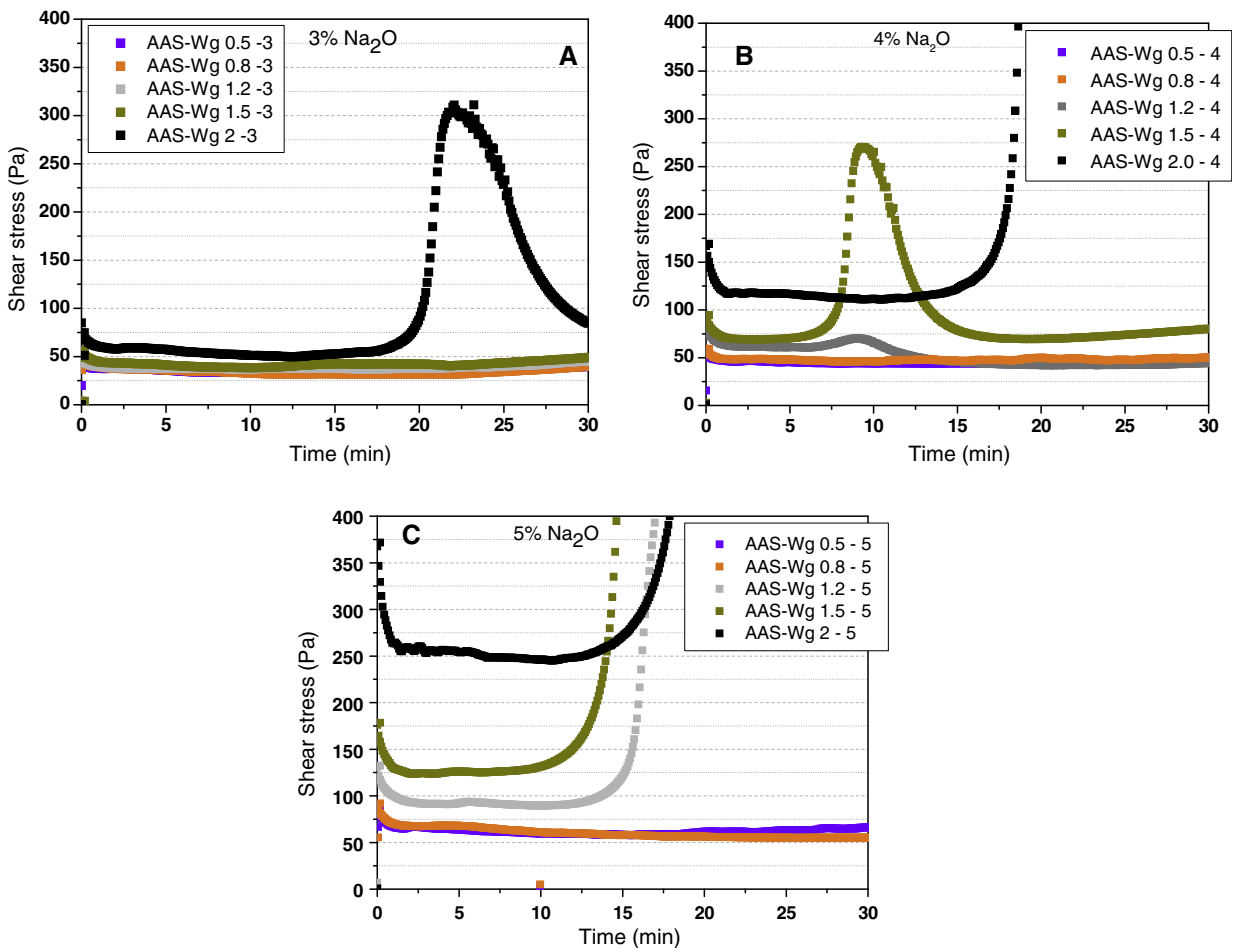 3% Na₂O
A
AAS-Wg 0.5 -3
AAS-Wg 0.8 -3
AAS-Wg 1.2 -3
AAS-Wg 1.5 -3
AAS-Wg 2 -3
Shear stress (Pa)
400
350
300
250
200
150
100
50
0
0 5 10 15 20 25 30
Time (min)
B
4% Na₂O
AAS-Wg 0.5 - 4
AAS-Wg 0.8 - 4
AAS-Wg 1.2 - 4
AAS-Wg 1.5 - 4
AAS-Wg 2.0 - 4
Shear stress (Pa)
400
350
300
250
200
150
100
50
0
0 5 10 15 20 25 30
Time (min)
C
5% Na₂O
AAS-Wg 0.5 - 5
AAS-Wg 0.8 - 5
AAS-Wg 1.2 - 5
AAS-Wg 1.5 - 5
AAS-Wg 2 - 5
Shear stress (Pa)
400
350
300
250
200
150
100
50
0
0 5 10 15 20 25 30
Time (min)